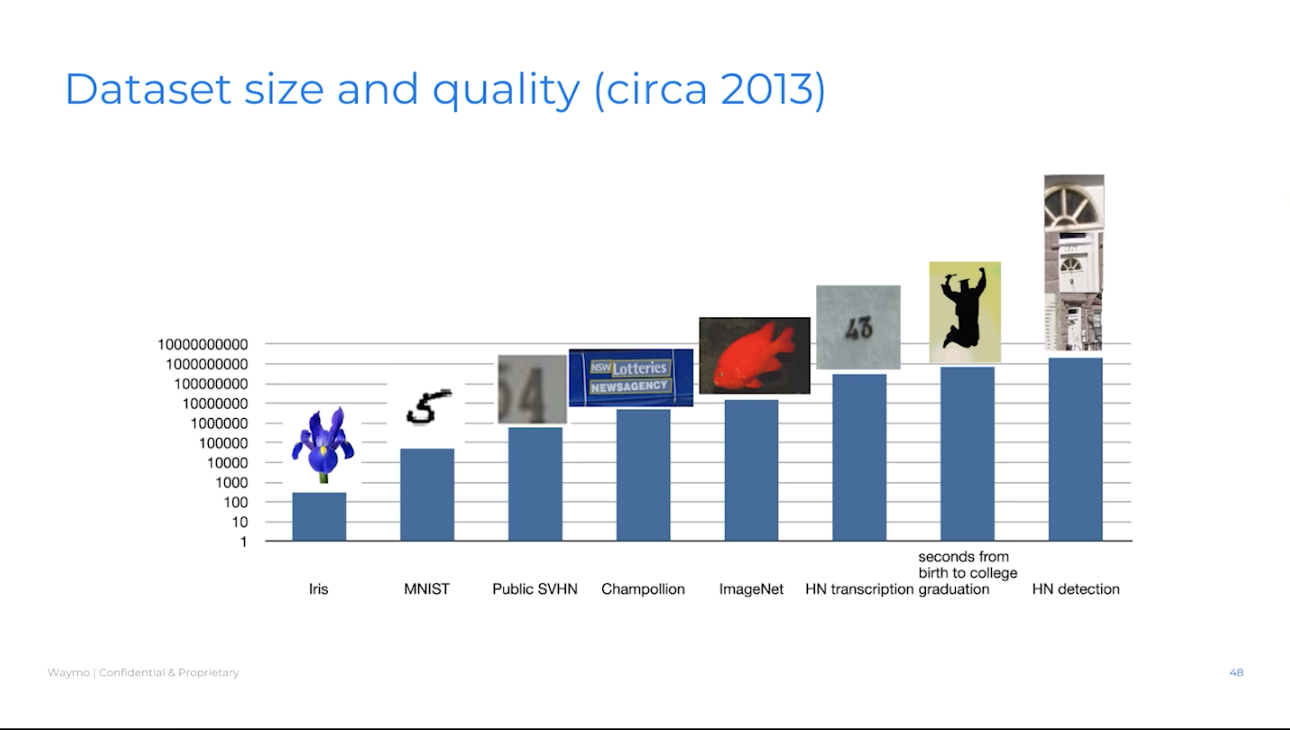 Dataset size and quality (circa 2013)
10000000000
1000000000
100000000
10000000
1000000
100000
10000
1000
100
10
1
54
NSW Lotteries
NEWSAGENCY
43
Iris
MNIST
Public SVHN
Champollion
ImageNet
HN transcription
seconds from
birth to college
graduation
HN detection
Waymo | Confidential & Proprietary
48